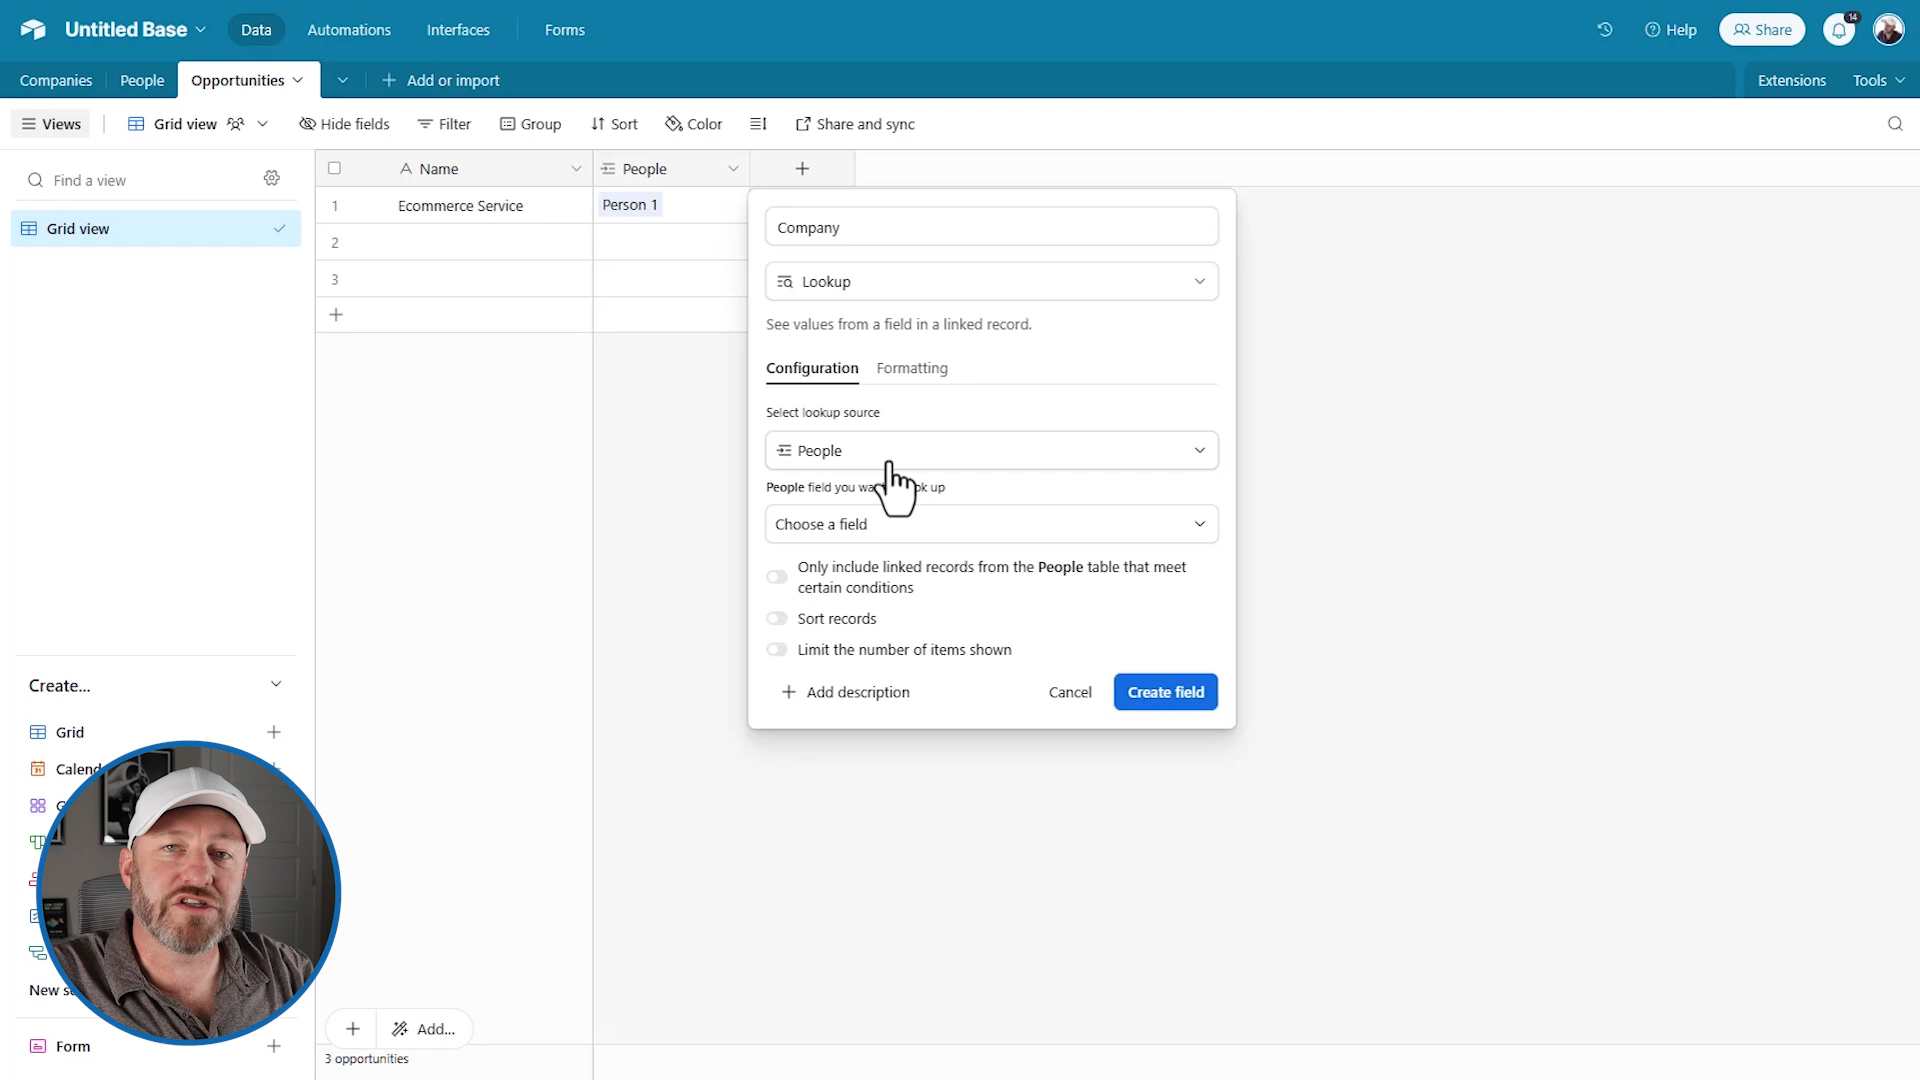 Untitled Base
Data
Automations
Interfaces
Forms
Help
Share
14
Companies
People
Opportunities
Add or import
Extensions
Tools
Views
Grid view
Hide fields
Filter
Group
Sort
Color
Share and sync
Find a view
Grid view
Name
People
1
Ecommerce Service
Person 1
2
3
Company
Lookup
See values from a field in a linked record.
Configuration
Formatting
Select lookup source
People
People field you
up
Choose a field
Only include linked records from the People table that meet
certain conditions
Sort records
Limit the number of items shown
Add description
Cancel
Create field
Create...
Grid
Calend
G
New s
Form
Add...
3 opportunities